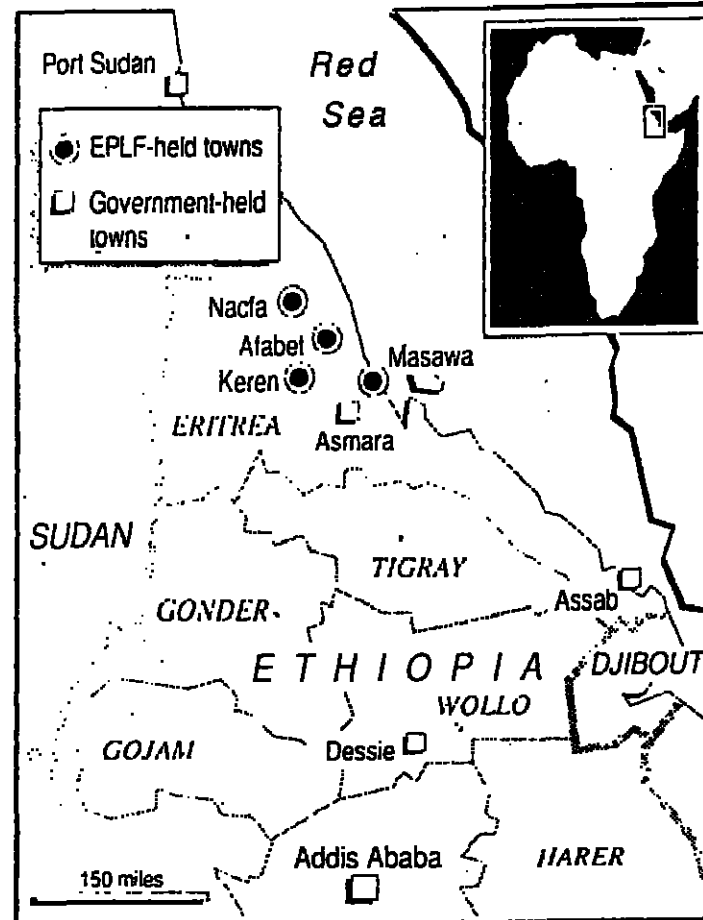 Port Sudan
Red
Sea
EPLF-held towns
Government-held
towns
Nacfa
Afabet
Masawa
Keren
ERITREA
Asmara
SUDAN
TIGRAY
Assab
GONDER
ETHIOPIA
DJIBOUT
WOLLO
GOJAM
Dessie
Addis Ababa
HARER
150 miles